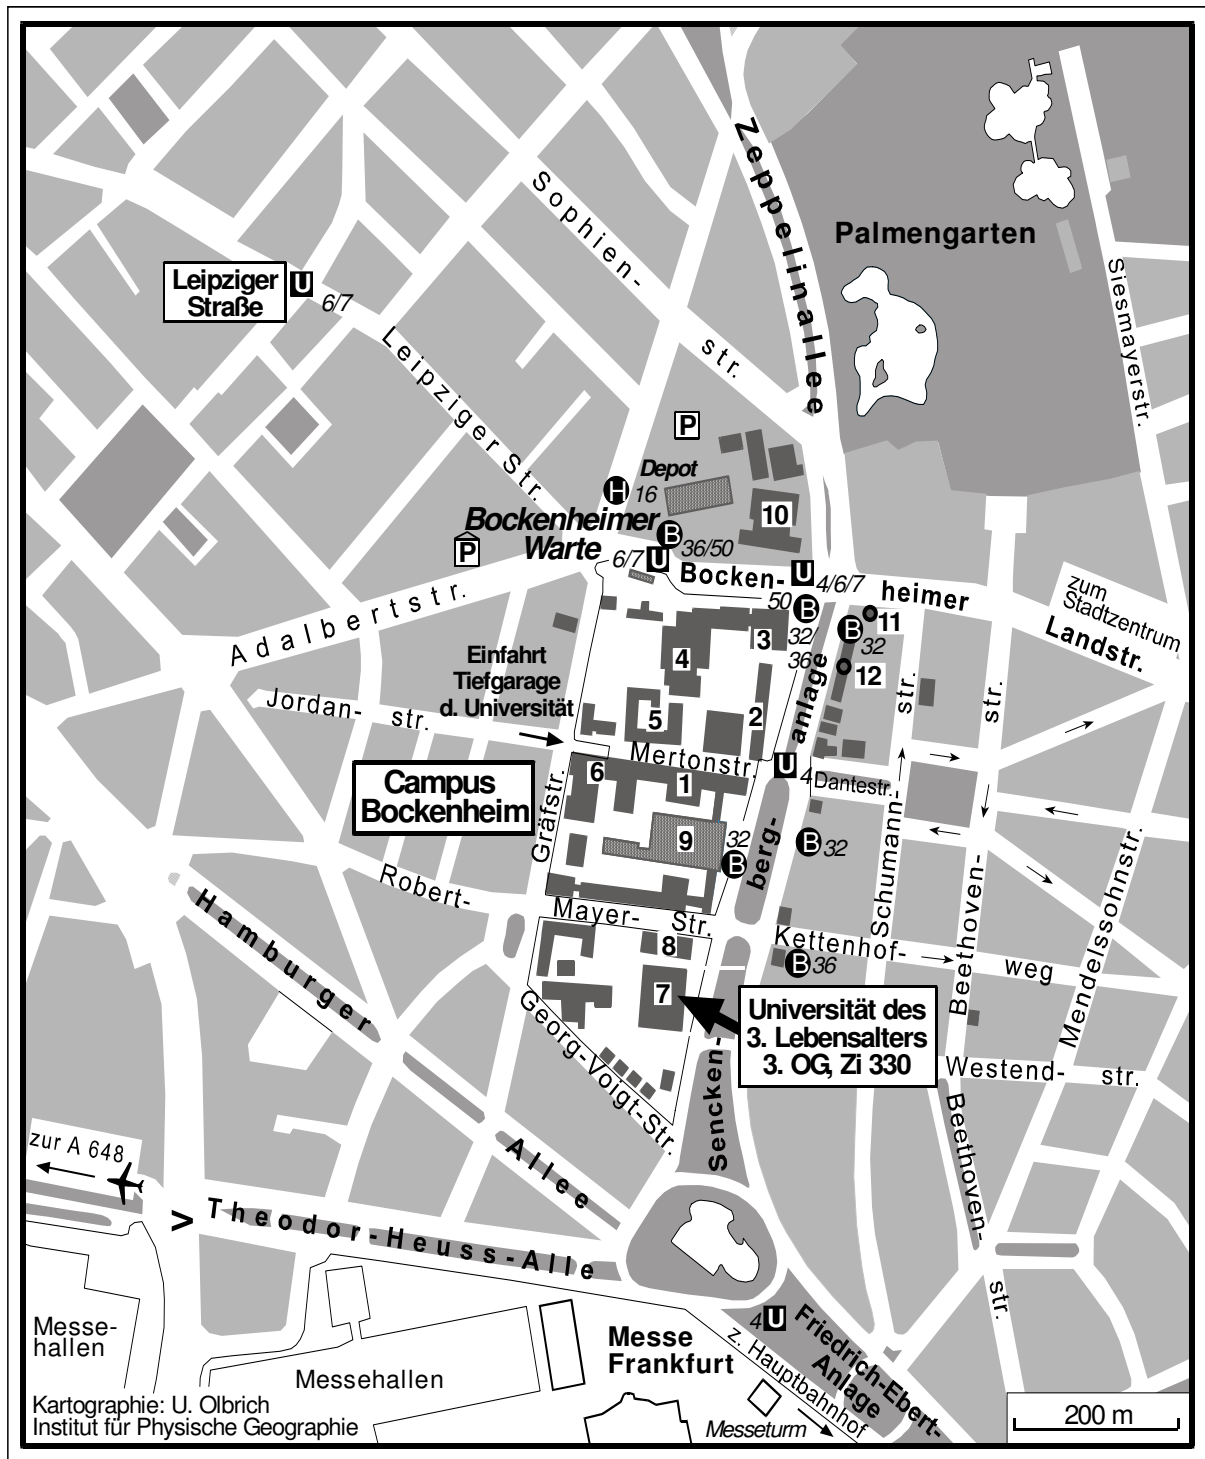 Zeppelinallee
Sophien-
str.
Palmengarten
Siesmayerstr.
Leipziger
Straße
U
6/7
Leipziger Str.
P
Depot
H
16
10
Bockenheimer
Warte
B
36/50
P
6/7
U
Bocken-
U
4/6/7
heimer
Landstr.
zum
Stadtzentrum
Adalbertstr.
50
B
32/
36
11
B
32
12
3
4
5
2
anlage
str.
str.
Einfahrt
Tiefgarage
d. Universität
Jordan-
str.
Mertonstr.
U
4
Dantestr.
Campus
Bockenheim
Gräfstr.
6
1
9
32
B
B
32
berg-
Schumann-
Beethoven-
Mendelssohnstr.
Robert-
Mayer-
Str.
8
Kettenhof-
weg
B
36
Hamburger
Allee
7
Georg-Voigt-Str.
Universität des
3. Lebensalters
3. OG, Zi 330
Sencken-
Westend-
str.
Beethoven-
str.
zur A 648
>
Theodor-Heuss-Alle
4
U
Friedrich-Ebert-
Anlage
z. Hauptbahnhof
Messe-
hallen
Messehallen
Messe
Frankfurt
Messeturm
Kartographie: U. Olbrich
Institut für Physische Geographie
200 m